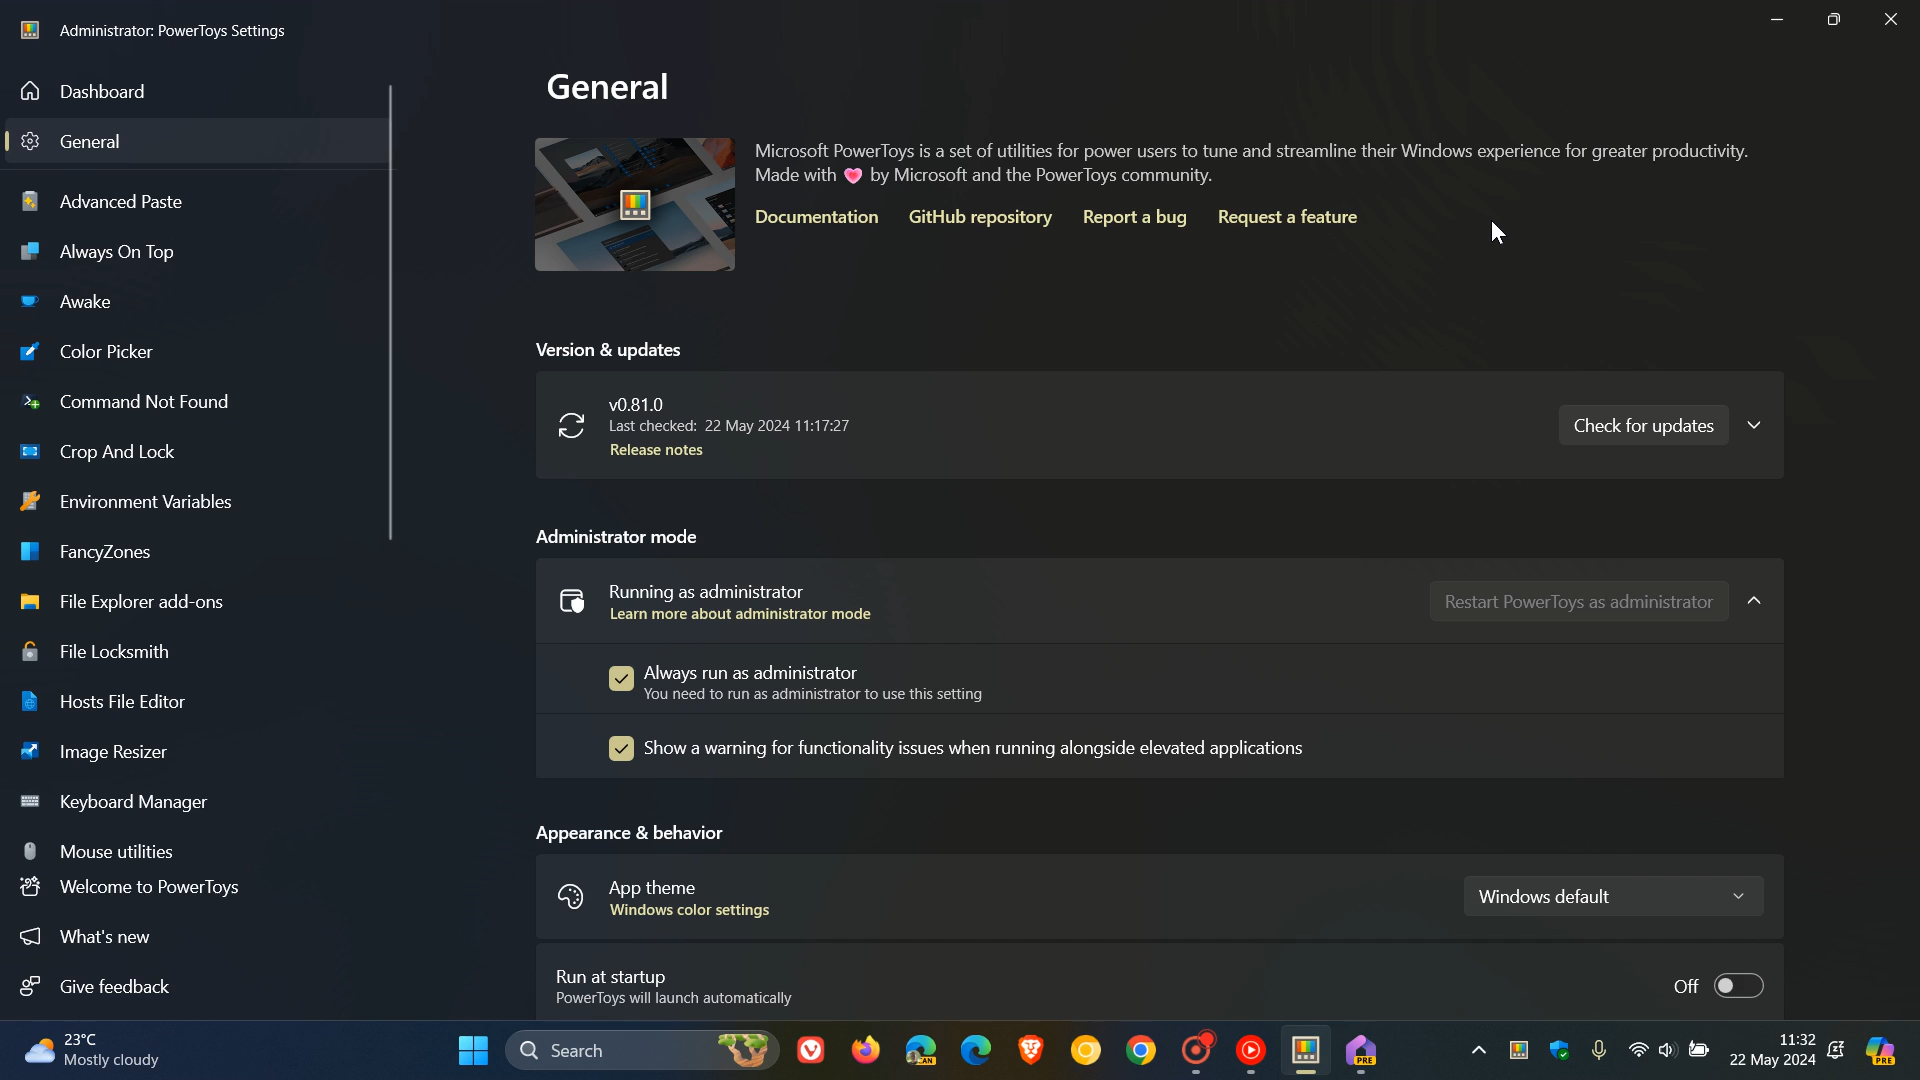 Administrator: PowerToys Settings
Dashboard
General
Advanced Paste
Always On Top
Awake
Color Picker
Command Not Found
Crop And Lock
Environment Variables
FancyZones
File Explorer add-ons
File Locksmith
Hosts File Editor
Image Resizer
Keyboard Manager
Mouse utilities
Welcome to PowerToys
What's new
Give feedback
General
Microsoft PowerToys is a set of utilities for power users to tune and streamline their Windows experience for greater productivity.
Made with 💗 by Microsoft and the PowerToys community.
Documentation GitHub repository Report a bug Request a feature
Version & updates
v0.81.0
Last checked: 22 May 2024 11:17:27
Release notes
Check for updates
Administrator mode
Running as administrator
Learn more about administrator mode
Restart PowerToys as administrator
Always run as administrator
You need to run as administrator to use this setting
Show a warning for functionality issues when running alongside elevated applications
Appearance & behavior
App theme
Windows color settings
Windows default
Run at startup
PowerToys will launch automatically
Off
23°C
Mostly cloudy
Search
CAN
PRE
11:32
22 May 2024
PRE